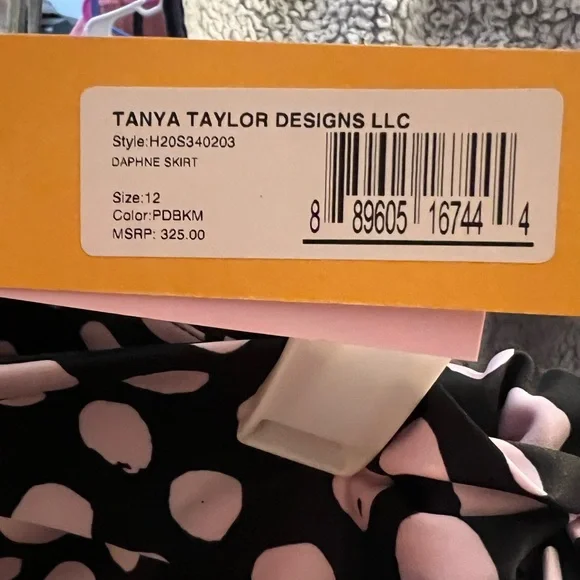 TANYA TAYLOR DESIGNS LLC
Style:H20S340203
DAPHNE SKIRT
Size:12
Color:PDBKM
MSRP: 325.00
8 89605 16744 4